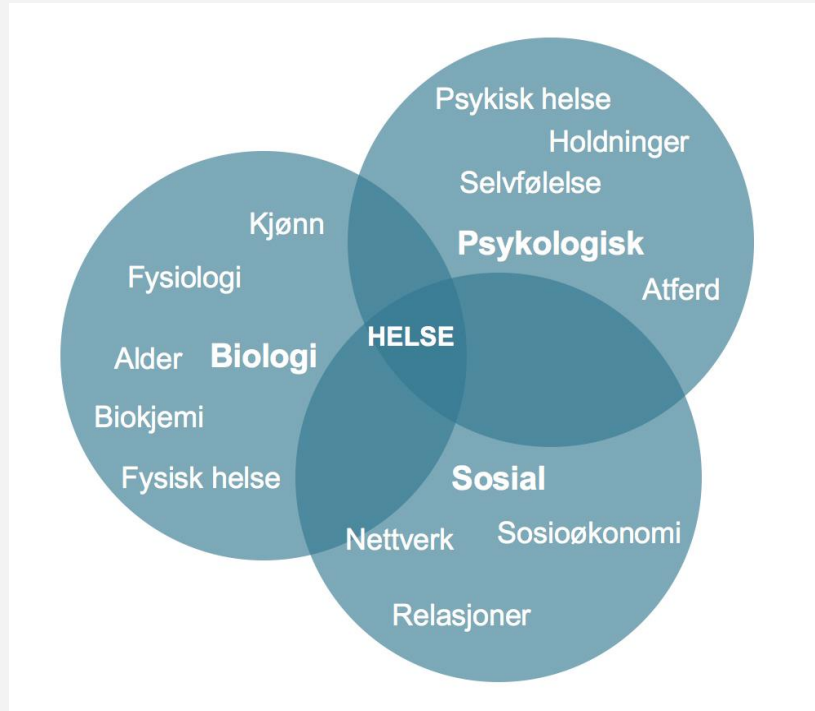 Psykisk helse
Holdninger
Selvfølelse
Psykologisk
Atferd
Kjønn
Fysiologi
Alder
Biologi
Biokjemi
Fysisk helse
HELSE
Sosial
Nettverk
Sosioøkonomi
Relasjoner